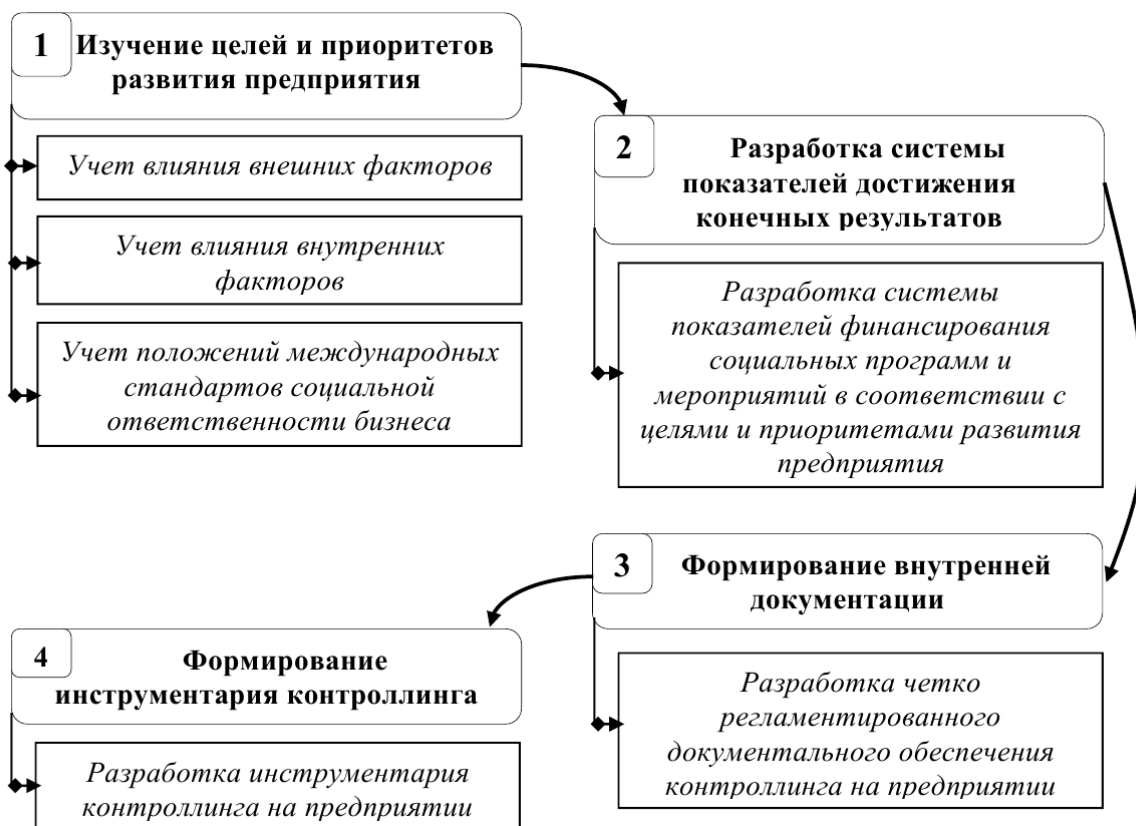 1
Изучение целей и приоритетов
развития предприятия
Учет влияния внешних факторов
Учет влияния внутренних
факторов
Учет положений международных
стандартов социальной
ответственности бизнеса
2
Разработка системы
показателей достижения
конечных результатов
Разработка системы
показателей финансирования
социальных программ и
мероприятий в соответствии с
целями и приоритетами развития
предприятия
3
Формирование внутренней
документации
Разработка четко
регламентированного
документального обеспечения
контроллинга на предприятии
4
Формирование
инструментария контроллинга
Разработка инструментария
контроллинга на предприятии